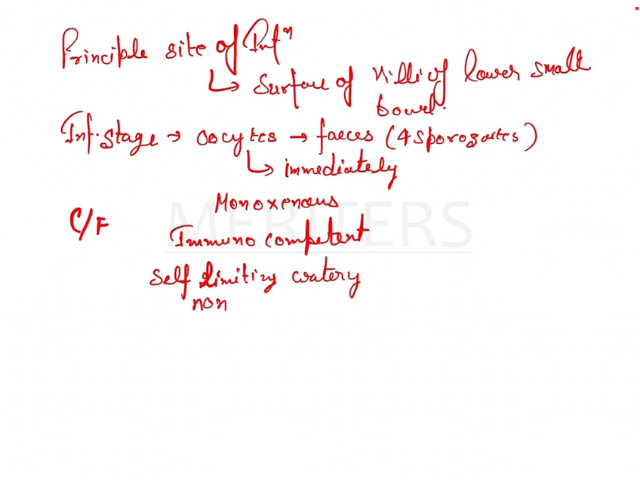 Principle site of Infⁿ
↳ Surface of Villi of lower small
bowel.
Inf. stage → oocytes → faeces (4 sporozoites)
↳ immediately
Monoxenous
C/F
MERITERS
Immuno competent
Self limiting watery
non